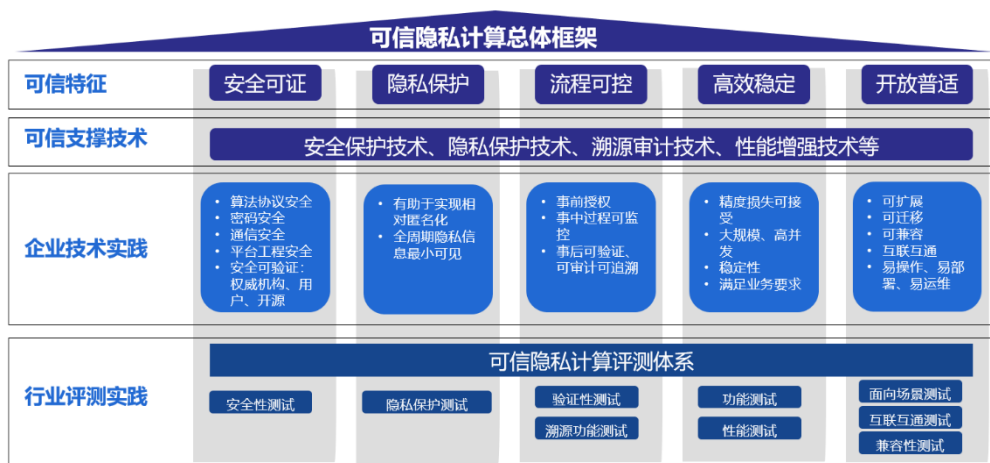 可信隐私计算总体框架
可信特征
安全可证
隐私保护
流程可控
高效稳定
开放普适
可信支撑技术
安全保护技术、隐私保护技术、溯源审计技术、性能增强技术等
企业技术实践
• 算法协议安全
• 密码安全
• 通信安全
• 平台工程安全
• 安全可验证：
权威机构、用
户、开源
• 有助于实现相
对匿名化
• 全周期隐私信
息最小可见
• 事前授权
• 事中过程可监
控
• 事后可验证、
可审计可追溯
• 精度损失可接
受
• 大规模、高并
发
• 稳定性
• 满足业务要求
• 可扩展
• 可迁移
• 可兼容
• 互联互通
• 易操作、易部
署、易运维
行业评测实践
可信隐私计算评测体系
安全性测试
隐私保护测试
验证性测试
溯源功能测试
功能测试
性能测试
面向场景测试
互联互通测试
兼容性测试